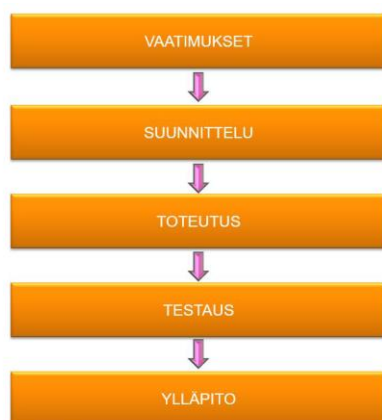 VAATIMUKSET
SUUNNITTELU
TOTEUTUS
TESTAUS
YLLÄPITO